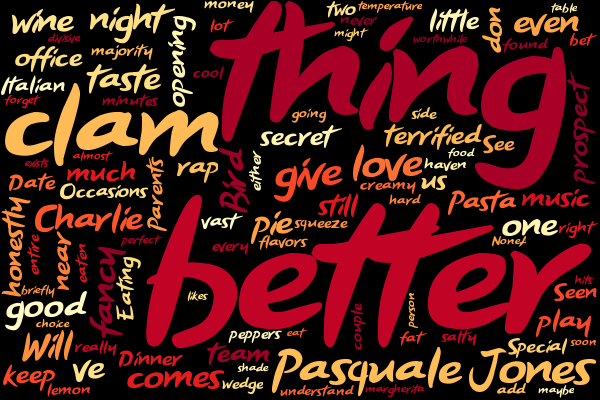 money
two
temperature
table
wine
night
lot
never
little
don
even
divisive
opening
might
worthwhile
found
bet
office
majority
thing
Italian
taste
cool
forget
minutes
clam
going
side
prospect
secret
terrified
See
exists
almost
rap
Bird
either
food
Date
much
Parents
give
love
haven
us
creamy
Occasions
still
hard
Pasta
music
honestly
Charlie
vast
pie
squeeze
one
right
entire
near
eaten
perfect
every
flavors
None
fancy
Eating
better
hits
briefly
likes
Seen
good
choice
couple
person
play
peppers
eat
fat
salty
Will
really
Dinner
team
shade
Special
soon
keep
ve
comes
wedge
Pasquale Jones
lemon
understand
margherita
add
maybe